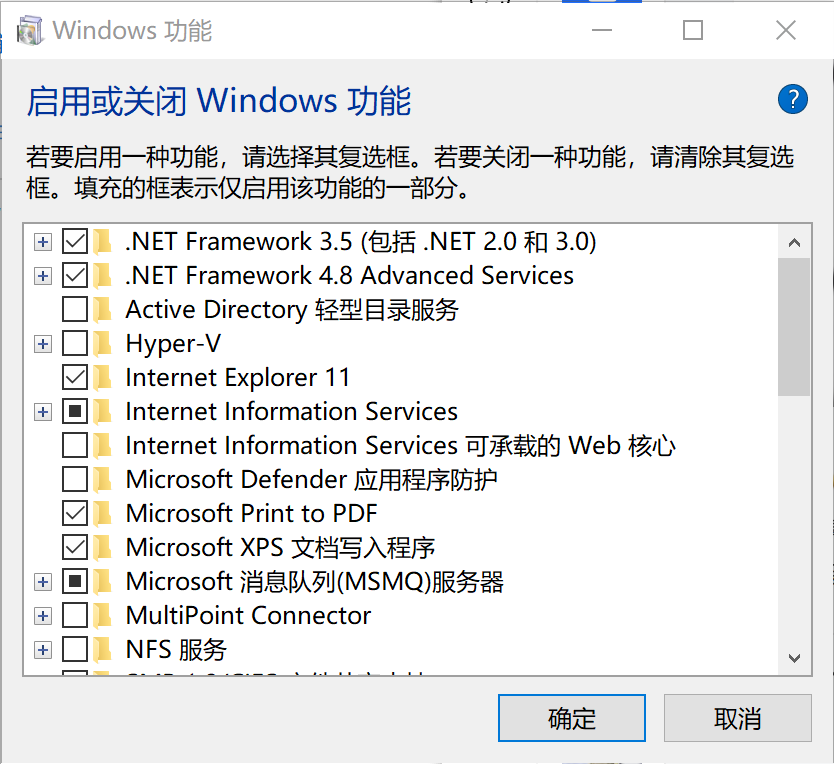 Windows 功能
启用或关闭 Windows 功能
?
若要启用一种功能，请选择其复选框。若要关闭一种功能，请清除其复选
框。填充的框表示仅启用该功能的一部分。
.NET Framework 3.5 (包括 .NET 2.0 和 3.0)
.NET Framework 4.8 Advanced Services
Active Directory 轻型目录服务
Hyper-V
Internet Explorer 11
Internet Information Services
Internet Information Services 可承载的 Web 核心
Microsoft Defender 应用程序防护
Microsoft Print to PDF
Microsoft XPS 文档写入程序
Microsoft 消息队列(MSMQ)服务器
MultiPoint Connector
NFS 服务
确定
取消